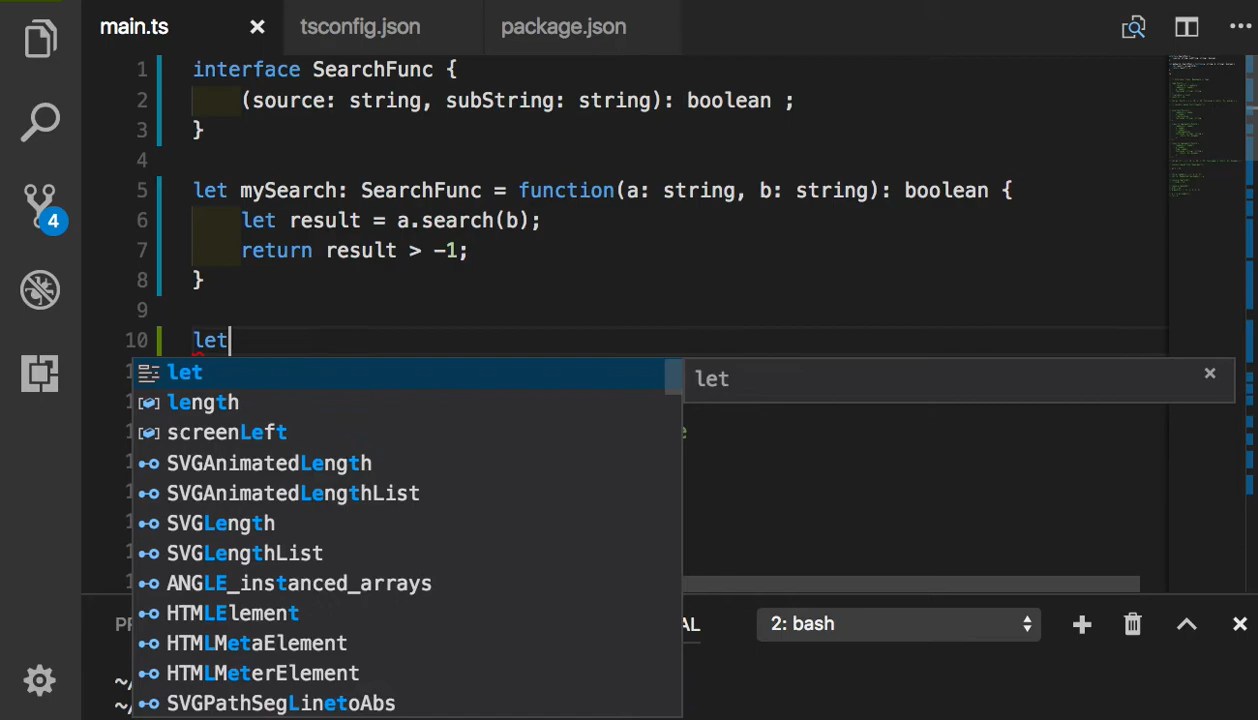 main.ts × tsconfig.json package.json
1 interface SearchFunc {
2 (source: string, subString: string): boolean ;
3 }
4
5 let mySearch: SearchFunc = function(a: string, b: string): boolean {
6 let result = a.search(b);
7 return result > -1;
8 }
9
10 let
4
let
let ×
length
screenLeft
SVGAnimatedLength
SVGAnimatedLengthList
SVGLength
SVGLengthList
ANGLE_instanced_arrays
HTMLElement
HTMLMetaElement
HTMLMeterElement
SVGPathSegLinetoAbs
2: bash
~/
~/